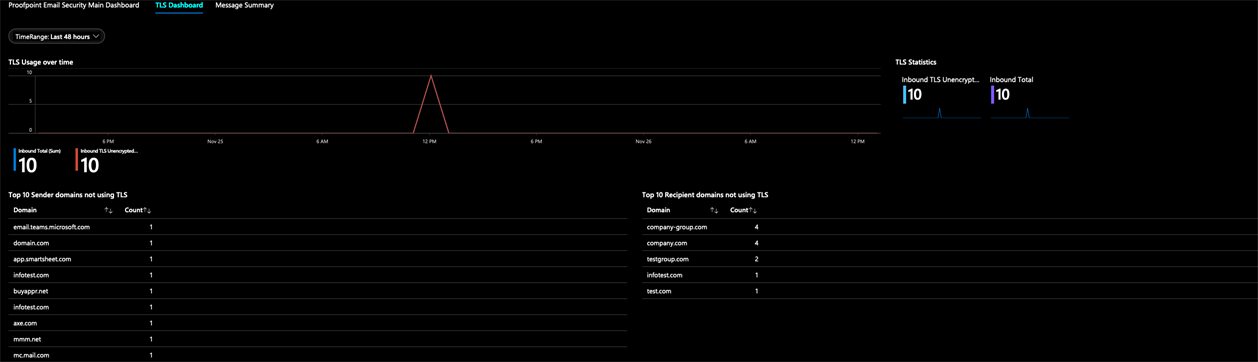 Proofpoint Email Security Main Dashboard TLS Dashboard Message Summary
TimeRange: Last 48 hours
TLS Usage over time
10
5
0
6 PM Nov 25 6 AM 12 PM 6 PM Nov 26 6 AM 12 PM
Inbound Total (Sum)
10
Inbound TLS Unencrypted...
10
TLS Statistics
Inbound TLS Unencrypt...
10
Inbound Total
10
Top 10 Sender domains not using TLS
Domain Count
email.teams.microsoft.com 1
domain.com 1
app.smartsheet.com 1
infotest.com 1
buyappr.net 1
infotest.com 1
axe.com 1
mmm.net 1
mc.mail.com 1
Top 10 Recipient domains not using TLS
Domain Count
company-group.com 4
company.com 4
testgroup.com 2
infotest.com 1
test.com 1